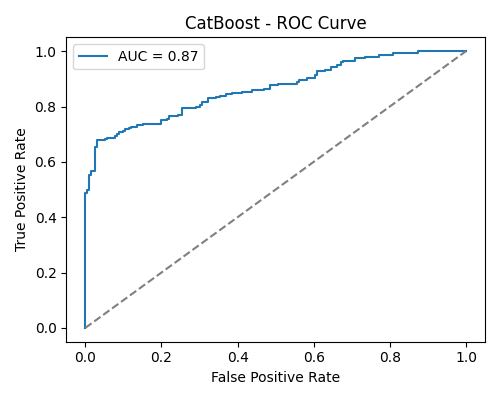 CatBoost - ROC Curve
AUC = 0.87
True Positive Rate
1.0
0.8
0.6
0.4
0.2
0.0
0.0 0.2 0.4 0.6 0.8 1.0
False Positive Rate